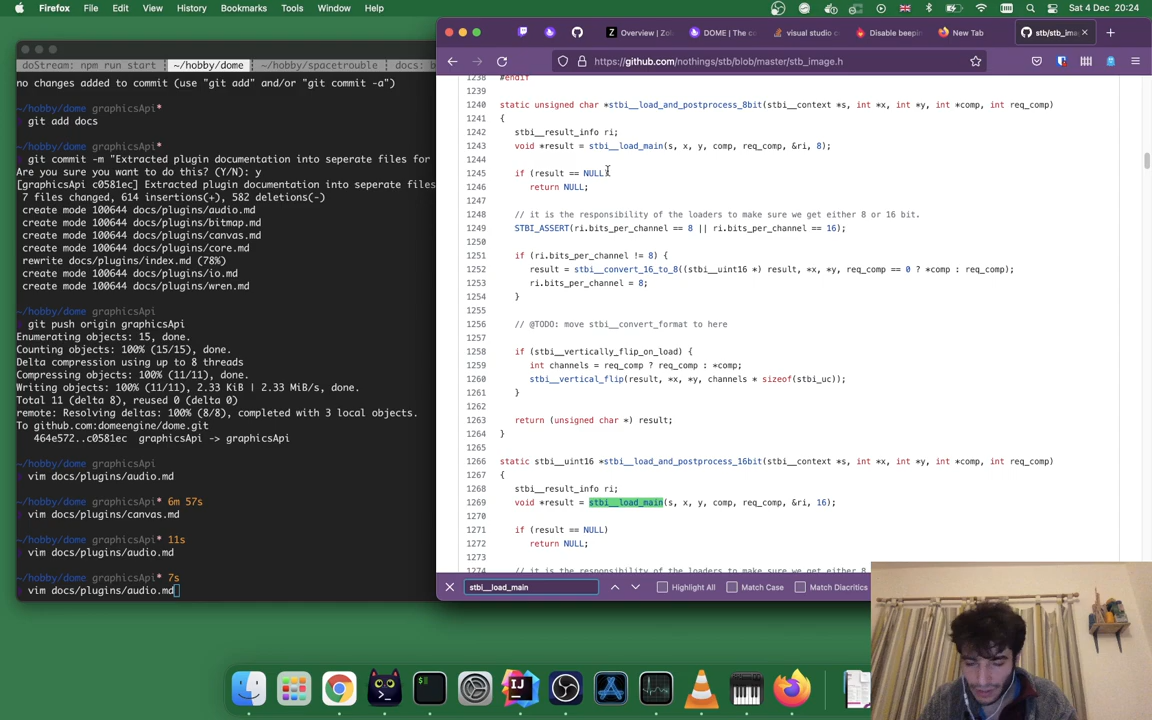 Firefox File Edit View History Bookmarks Tools Window Help
Sat 4 Dec 20:24
doStream: npm run start
~/hobby/dome
~/hobby/spacetrouble
docs: b
no changes added to commit (use "git add" and/or "git commit -a")
~/hobby/dome graphicsApi*
git add docs
~/hobby/dome graphicsApi*
git commit -m "Extracted plugin documentation into seperate files for
Are you sure you want to do this? (Y/N): y
[graphicsApi c0581ec] Extracted plugin documentation into seperate files
7 files changed, 614 insertions(+), 582 deletions(-)
create mode 100644 docs/plugins/audio.md
create mode 100644 docs/plugins/bitmap.md
create mode 100644 docs/plugins/canvas.md
create mode 100644 docs/plugins/core.md
rewrite docs/plugins/index.md (78%)
create mode 100644 docs/plugins/io.md
create mode 100644 docs/plugins/wren.md
~/hobby/dome graphicsApi
git push origin graphicsApi
Enumerating objects: 15, done.
Counting objects: 100% (15/15), done.
Delta compression using up to 8 threads
Compressing objects: 100% (11/11), done.
Writing objects: 100% (11/11), 2.33 KiB | 2.33 MiB/s, done.
Total 11 (delta 8), reused 0 (delta 0)
remote: Resolving deltas: 100% (8/8), completed with 3 local objects.
To github.com:domeengine/dome.git
464e572..c0581ec graphicsApi -> graphicsApi
~/hobby/dome graphicsApi
vim docs/plugins/audio.md
~/hobby/dome graphicsApi* 6m 57s
vim docs/plugins/canvas.md
~/hobby/dome graphicsApi* 11s
vim docs/plugins/audio.md
~/hobby/dome graphicsApi* 7s
vim docs/plugins/audio.md
Overview | Zol
DOME | The c
visual studio c
Disable beepin
New Tab
stb/stb_ima
https://github.com/nothings/stb/blob/master/stb_image.h
1238 #endif
1239
1240 static unsigned char *stbi__load_and_postprocess_8bit(stbi__context *s, int *x, int *y, int *comp, int req_comp)
1241 {
1242 stbi__result_info ri;
1243 void *result = stbi__load_main(s, x, y, comp, req_comp, &ri, 8);
1244
1245 if (result == NULL)
1246 return NULL;
1247
1248 // it is the responsibility of the loaders to make sure we get either 8 or 16 bit.
1249 STBI_ASSERT(ri.bits_per_channel == 8 || ri.bits_per_channel == 16);
1250
1251 if (ri.bits_per_channel != 8) {
1252 result = stbi__convert_16_to_8((stbi__uint16 *) result, *x, *y, req_comp == 0 ? *comp : req_comp);
1253 ri.bits_per_channel = 8;
1254 }
1255
1256 // @TODO: move stbi__convert_format to here
1257
1258 if (stbi__vertically_flip_on_load) {
1259 int channels = req_comp ? req_comp : *comp;
1260 stbi__vertical_flip(result, *x, *y, channels * sizeof(stbi_uc));
1261 }
1262
1263 return (unsigned char *) result;
1264 }
1265
1266 static stbi__uint16 *stbi__load_and_postprocess_16bit(stbi__context *s, int *x, int *y, int *comp, int req_comp)
1267 {
1268 stbi__result_info ri;
1269 void *result = stbi__load_main(s, x, y, comp, req_comp, &ri, 16);
1270
1271 if (result == NULL)
1272 return NULL;
1273
1274 // it is the responsibility of the loaders to make sure we get either 8
stbi__load_main
Highlight All
Match Case
Match Diacritics